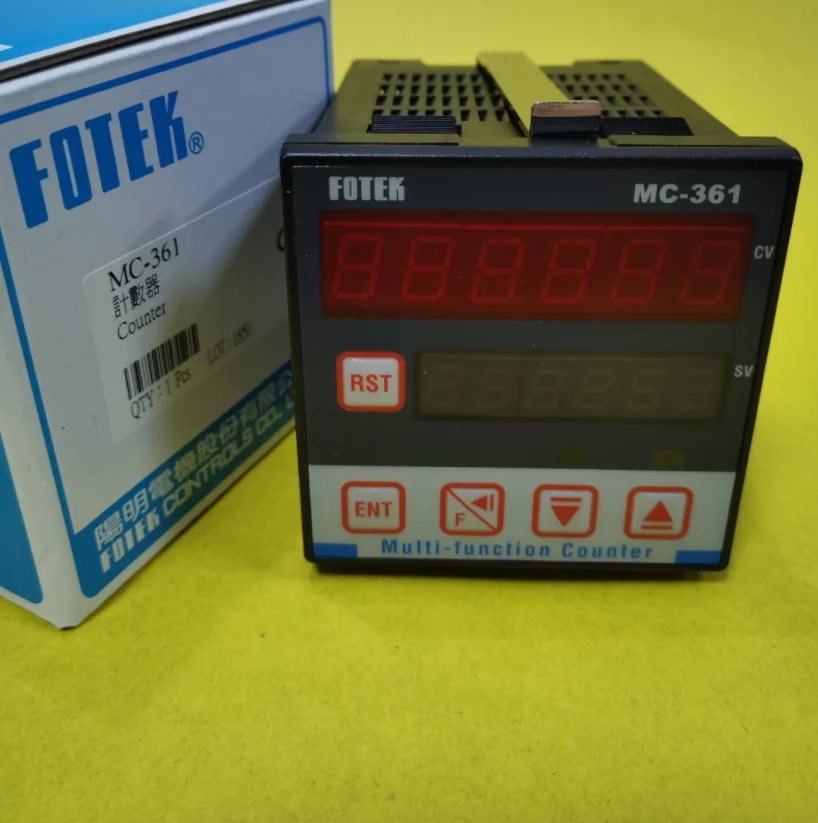 FOTEK®
MC-361
計數器
Counter
QTY : 1 Pcs
LOT : 1850
陽明電機股份有限公
FOTEK CONTROLS CO. L
FOTEK
MC-361
CV
RST
SV
ENT
F
Multi-function Counter